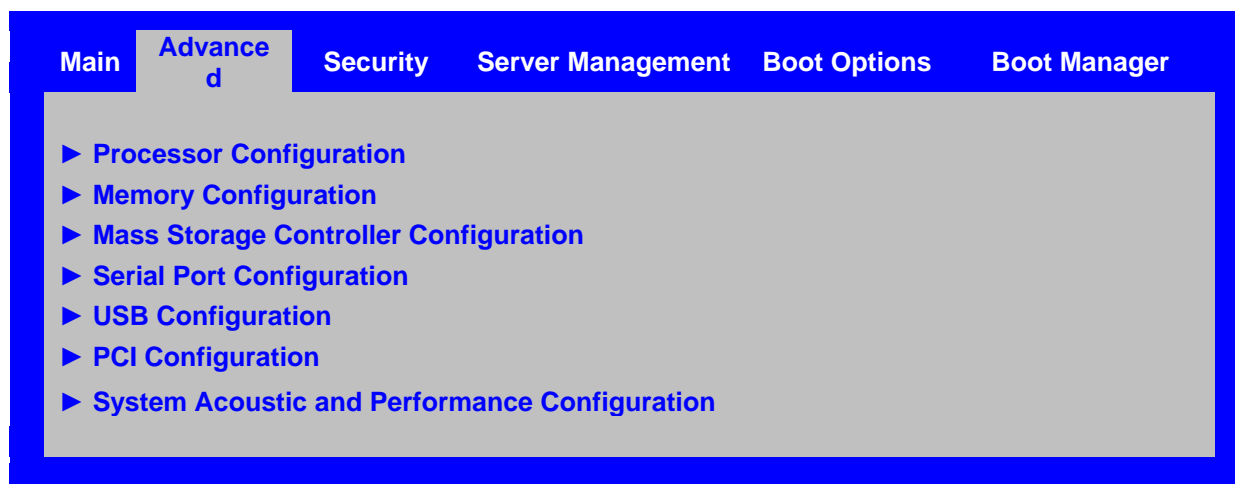 Main Advance
d Security Server Management Boot Options Boot Manager
► Processor Configuration
► Memory Configuration
► Mass Storage Controller Configuration
► Serial Port Configuration
► USB Configuration
► PCI Configuration
► System Acoustic and Performance Configuration